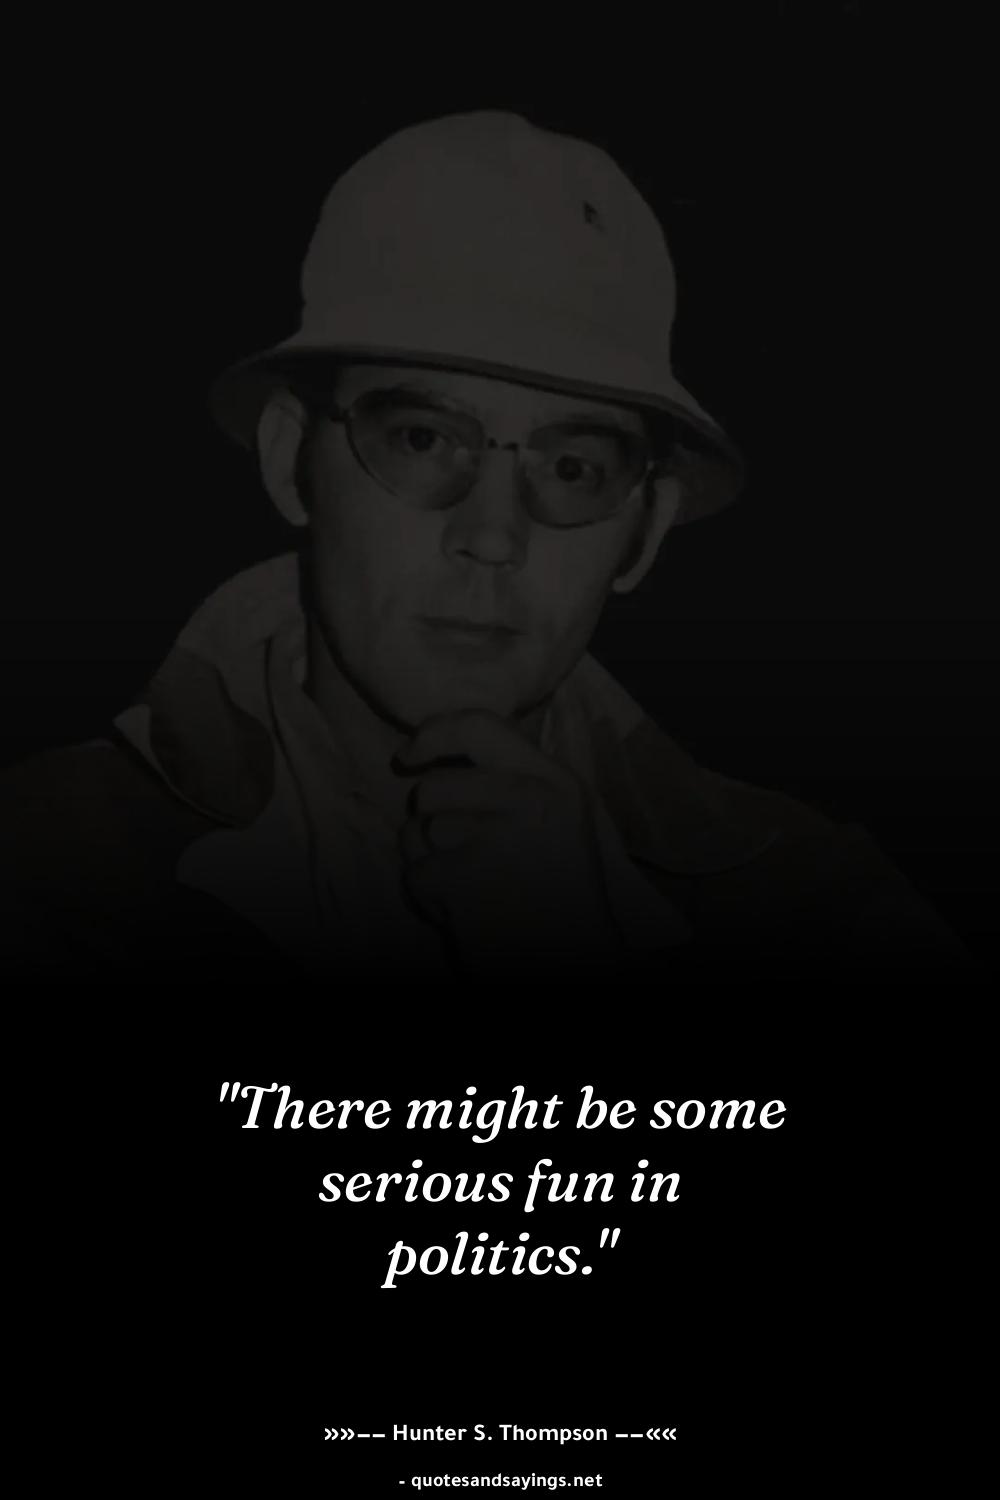 "There might be some
serious fun in
politics."
»»−− Hunter S. Thompson −−««
- quotesandsayings.net